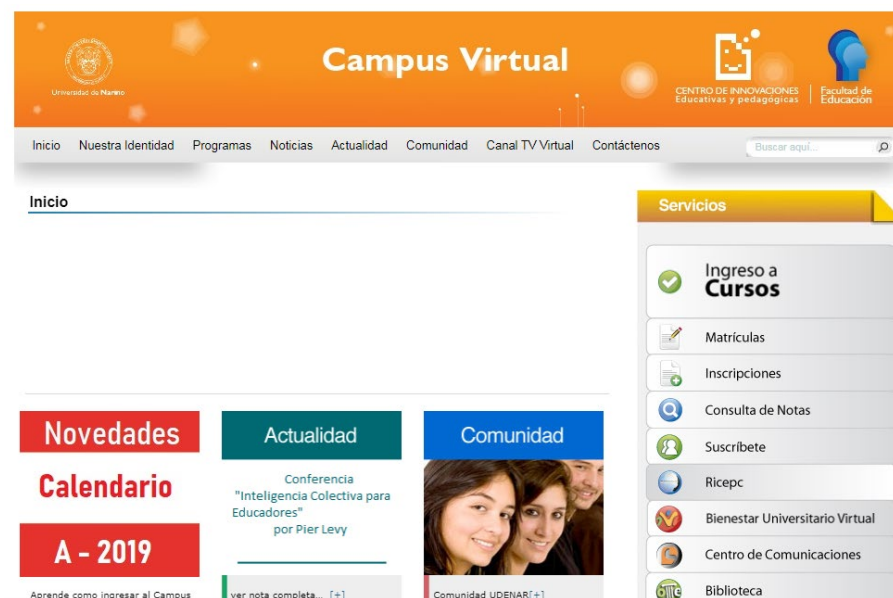 Campus Virtual
Universidad de Nariño
CENTRO DE INNOVACIONES
Educativas y pedagógicas
Facultad de
Educación
Inicio Nuestra Identidad Programas Noticias Actualidad Comunidad Canal TV Virtual Contáctenos
Buscar aquí...
Inicio
Servicios
Ingreso a
Cursos
Matrículas
Inscripciones
Consulta de Notas
Suscríbete
Ricepc
Bienestar Universitario Virtual
Centro de Comunicaciones
Biblioteca
Novedades
Calendario
A - 2019
Aprende como ingresar al Campus
Actualidad
Conferencia
"Inteligencia Colectiva para
Educadores"
por Pier Levy
ver nota completa... [+]
Comunidad
Comunidad UDENAR[+]